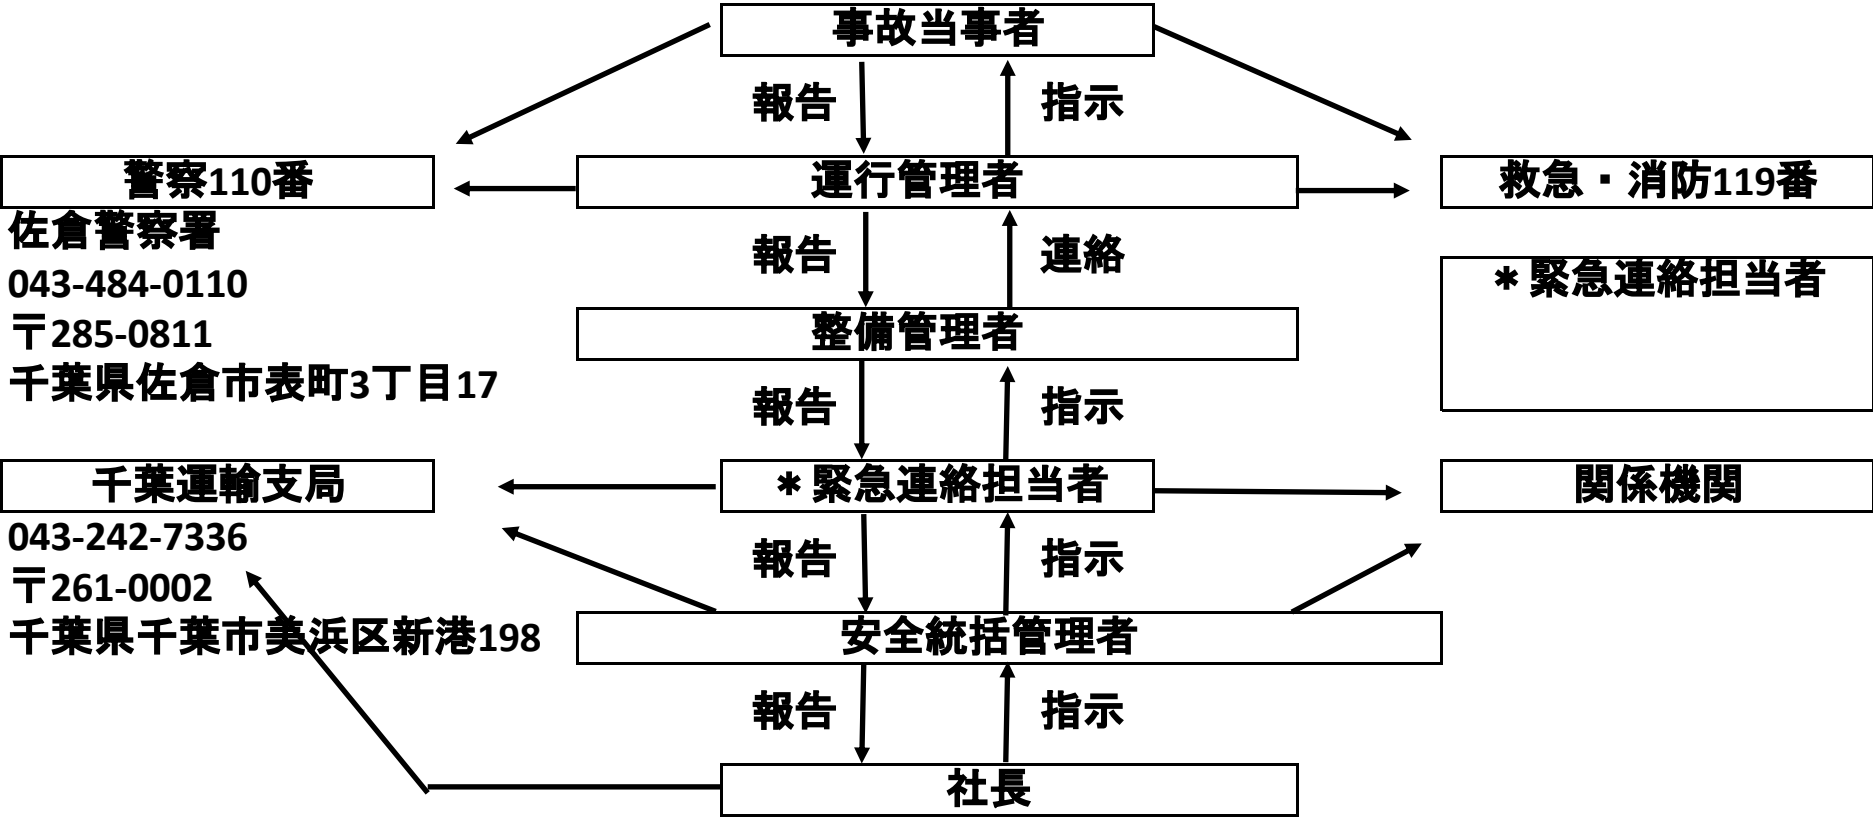 事故当事者
報告
指示
警察110番
運行管理者
救急・消防119番
佐倉警察署
043-484-0110
〒285-0811
千葉県佐倉市表町3丁目17
報告
連絡
＊緊急連絡担当者
整備管理者
報告
指示
千葉運輸支局
＊緊急連絡担当者
関係機関
043-242-7336
〒261-0002
千葉県千葉市美浜区新港198
報告
指示
安全統括管理者
報告
指示
社長